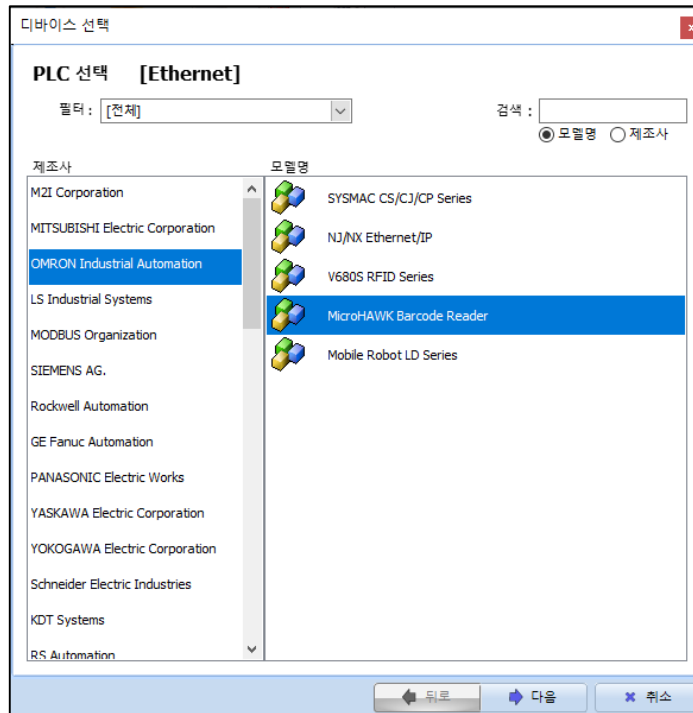 디바이스 선택
x
PLC 선택 [Ethernet]
필터 : [전체]
검색 :
모델명 제조사
제조사
M2I Corporation
MITSUBISHI Electric Corporation
OMRON Industrial Automation
LS Industrial Systems
MODBUS Organization
SIEMENS AG.
Rockwell Automation
GE Fanuc Automation
PANASONIC Electric Works
YASKAWA Electric Corporation
YOKOGAWA Electric Corporation
Schneider Electric Industries
KDT Systems
RS Automation
모델명
SYSMAC CS/CJ/CP Series
NJ/NX Ethernet/IP
V680S RFID Series
MicroHAWK Barcode Reader
Mobile Robot LD Series
뒤로 다음 취소